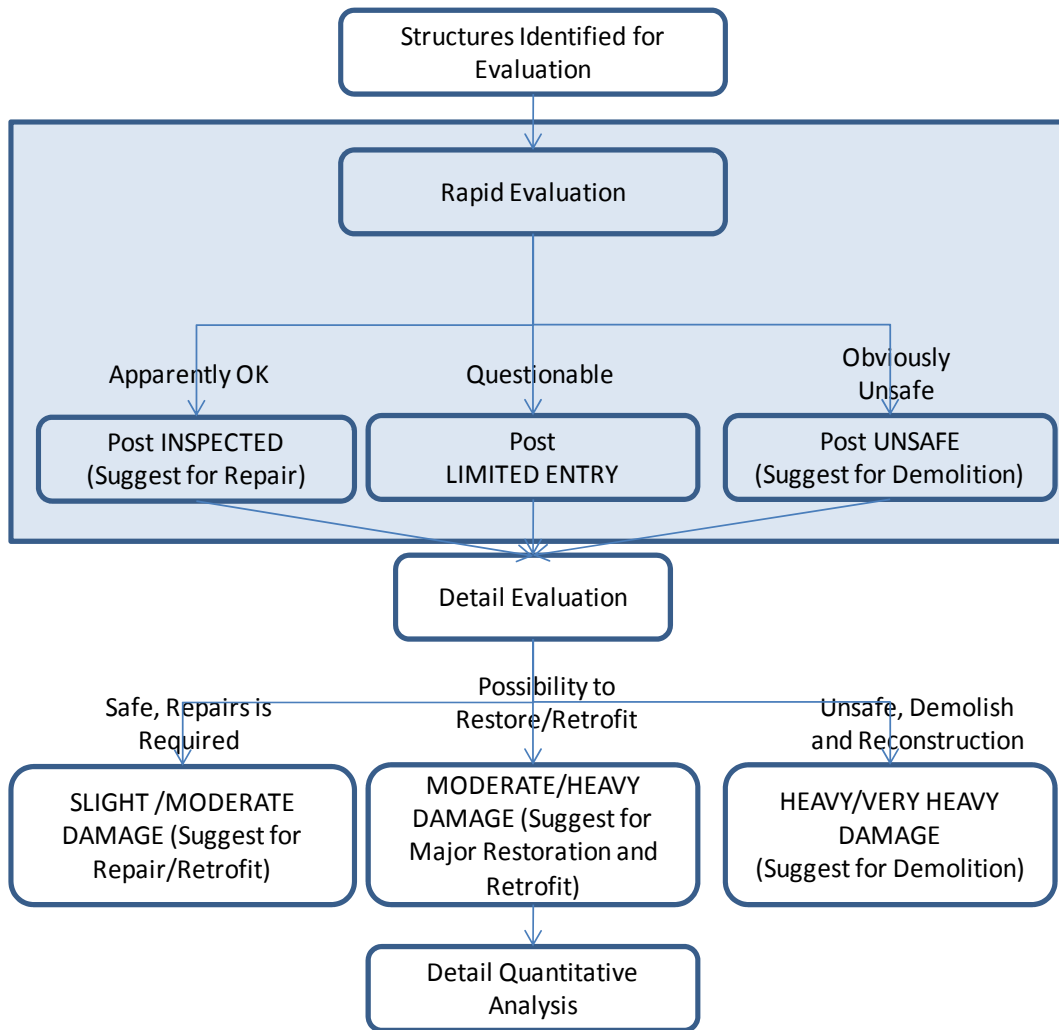 Structures Identified for
Evaluation
Rapid Evaluation
Apparently OK
Questionable
Obviously
Unsafe
Post INSPECTED
(Suggest for Repair)
Post
LIMITED ENTRY
Post UNSAFE
(Suggest for Demolition)
Detail Evaluation
Safe, Repairs is
Required
Possibility to
Restore/Retrofit
Unsafe, Demolish
and Reconstruction
SLIGHT /MODERATE
DAMAGE (Suggest for
Repair/Retrofit)
MODERATE/HEAVY
DAMAGE (Suggest for
Major Restoration and
Retrofit)
HEAVY/VERY HEAVY
DAMAGE
(Suggest for Demolition)
Detail Quantitative
Analysis